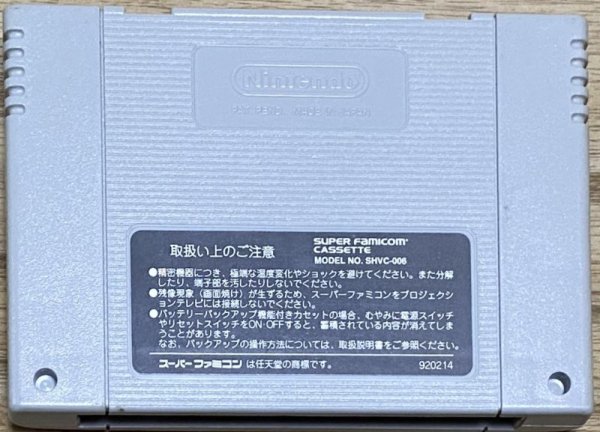 Nintendo
PAT. PEND. MADE IN JAPAN
取扱い上のご注意
SUPER FAMICOM
CASSETTE
MODEL NO. SHVC-006
●精密機器につき、極端な温度変化やショックを避けてください。また分解
したり、端子部を汚したりしないでください。
●残像現象（画面焼け）が生ずるため、スーパーファミコンをプロジェクシ
ョンテレビには接続しないでください。
●バッテリーバックアップ機能付きカセットの場合、むやみに電源スイッチ
やリセットスイッチをON·OFFすると、蓄積されている内容が消えてしま
うことがあります。
なお、バックアップの操作方法については、取扱説明書をご参照ください。
スーパーファミコンは任天堂の商標です。
920214